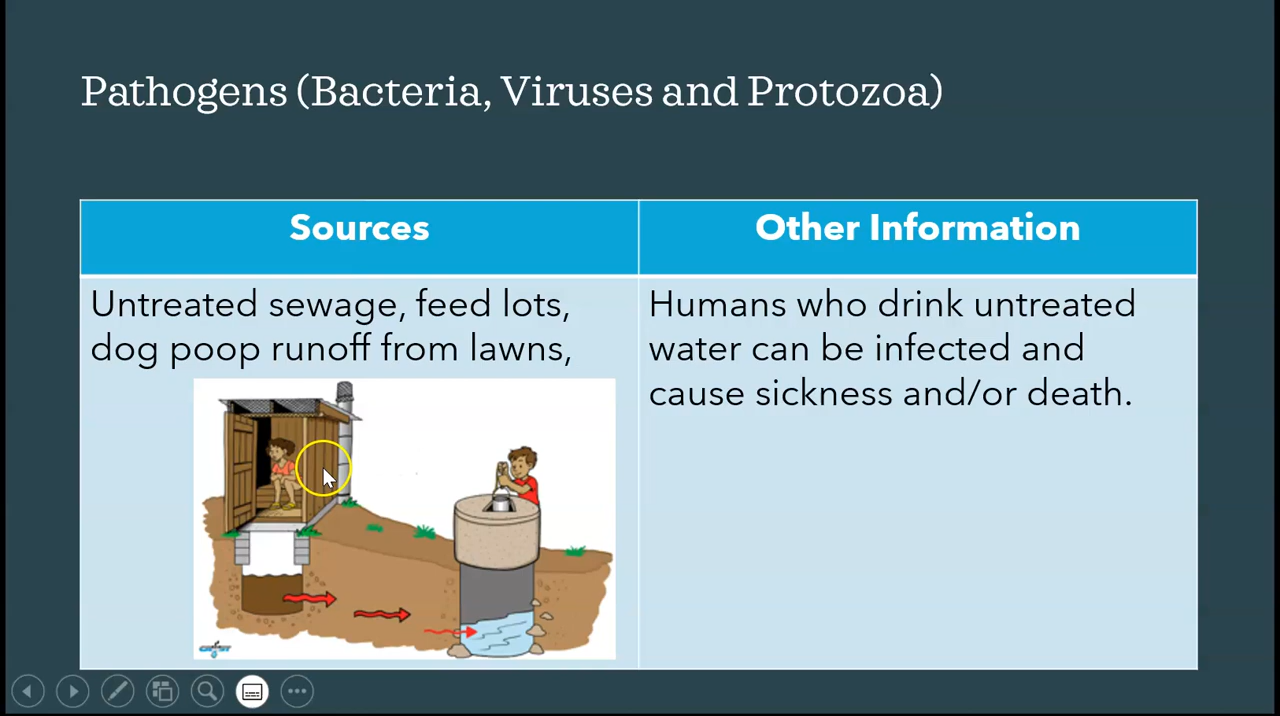 Pathogens (Bacteria, Viruses and Protozoa)
Sources
Other Information
Untreated sewage, feed lots,
dog poop runoff from lawns,
Humans who drink untreated
water can be infected and
cause sickness and/or death.